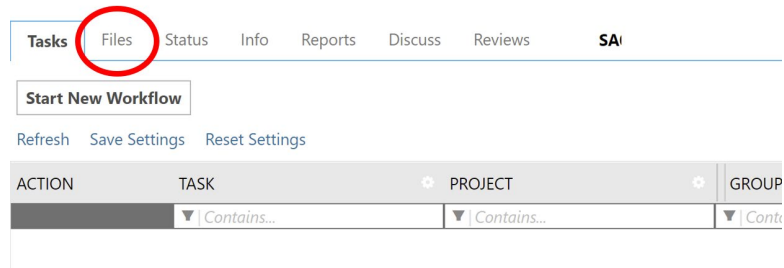 Tasks Files Status Info Reports Discuss Reviews
Start New Workflow
Refresh Save Settings Reset Settings
ACTION TASK PROJECT GROUP
Contains... Contains...